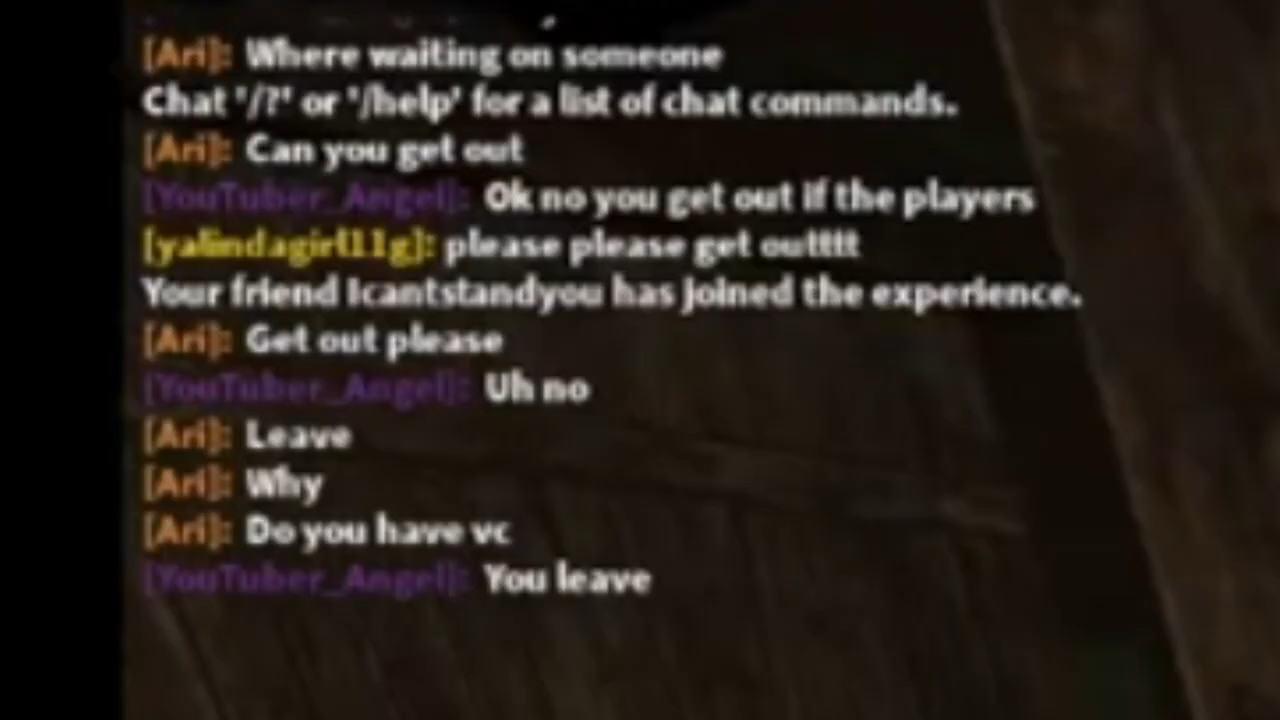 [Ari]: Where waiting on someone
Chat '/?' or '/help' for a list of chat commands.
[Ari]: Can you get out
[YouTuber_Angel]: Ok no you get out if the players
[yalindagirl11g]: please please get outttt
Your friend Icantstandyou has joined the experience.
[Ari]: Get out please
[YouTuber_Angel]: Uh no
[Ari]: Leave
[Ari]: Why
[Ari]: Do you have vc
[YouTuber_Angel]: You leave